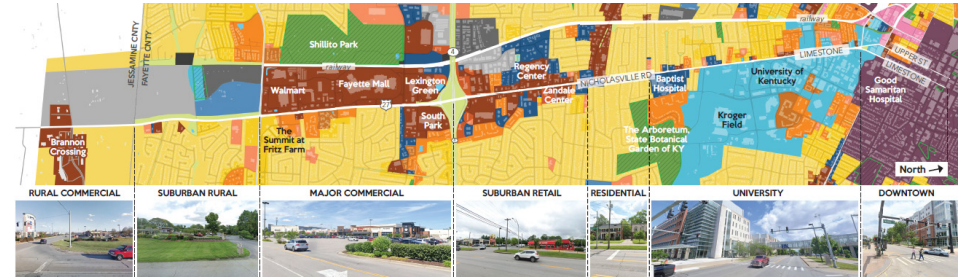 JESSAMINE CNTY
FAYETTE CNTY
Brannon
Crossing
Shillito Park
railway
Walmart
Fayette Mall
Lexington
Green
The
Summit at
Fritz Farm
27
South
Park
4
Regency
Center
Zandale
Center
NICHOLASVILLE RD
railway
LIMESTONE
Baptist
Hospital
The Arboretum,
State Botanical
Garden of KY
University of
Kentucky
Kroger
Field
UPPER ST
LIMESTONE
Good
Samaritan
Hospital
North
RURAL COMMERCIAL
SUBURBAN RURAL
MAJOR COMMERCIAL
SUBURBAN RETAIL
RESIDENTIAL
UNIVERSITY
DOWNTOWN